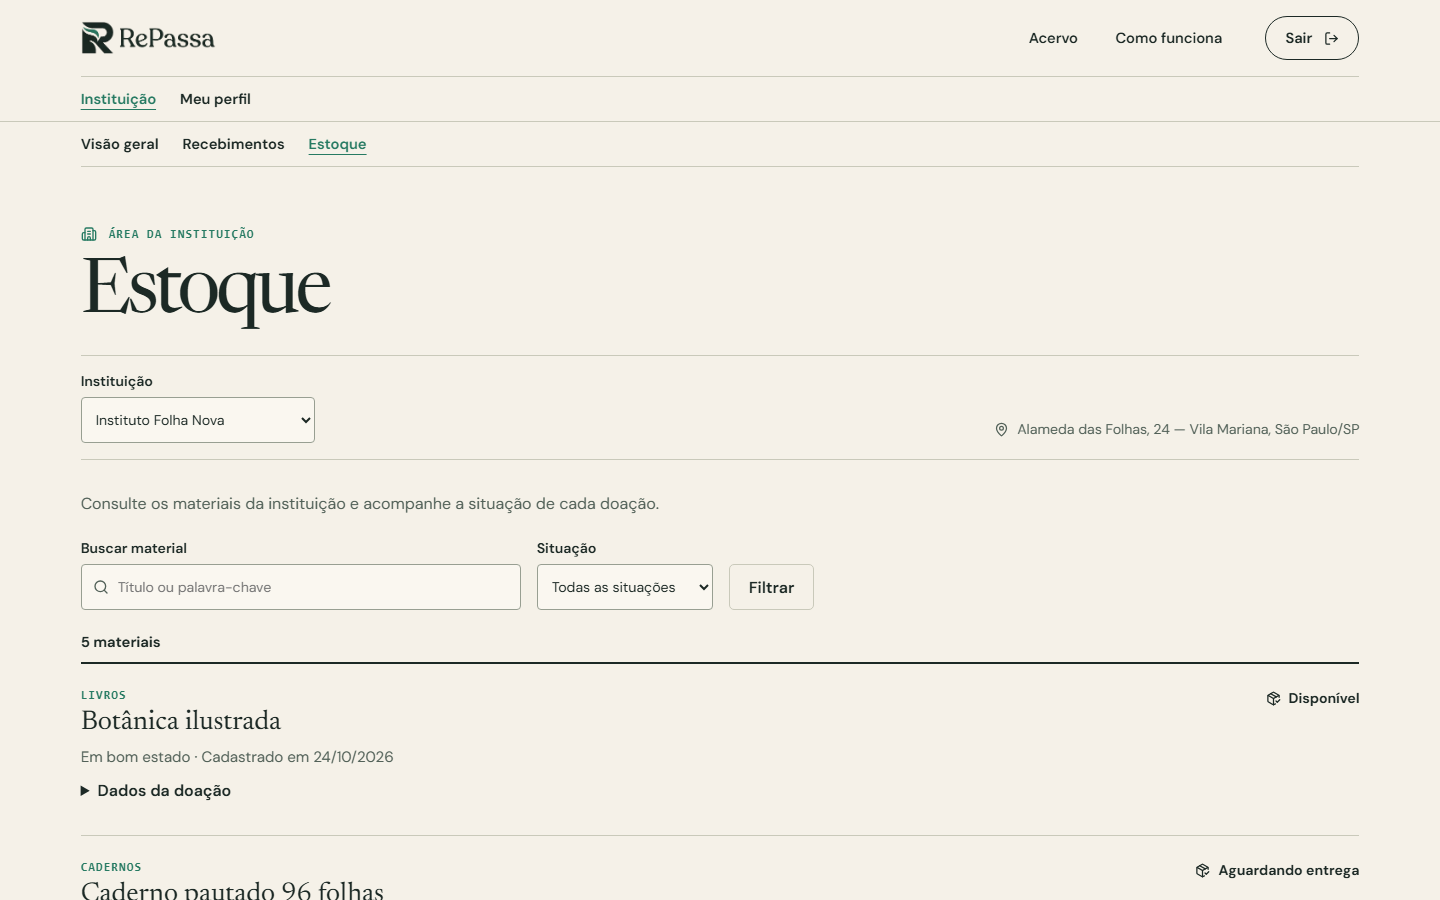 RePassa
Acervo
Como funciona
Sair
Instituição
Meu perfil
Visão geral
Recebimentos
Estoque
ÁREA DA INSTITUIÇÃO
Estoque
Instituição
Instituto Folha Nova
Alameda das Folhas, 24 — Vila Mariana, São Paulo/SP
Consulte os materiais da instituição e acompanhe a situação de cada doação.
Buscar material
Situação
Título ou palavra-chave
Todas as situações
Filtrar
5 materiais
LIVROS
Disponível
Botânica ilustrada
Em bom estado · Cadastrado em 24/10/2026
Dados da doação
CADERNOS
Aguardando entrega
Caderno pautado 96 folhas